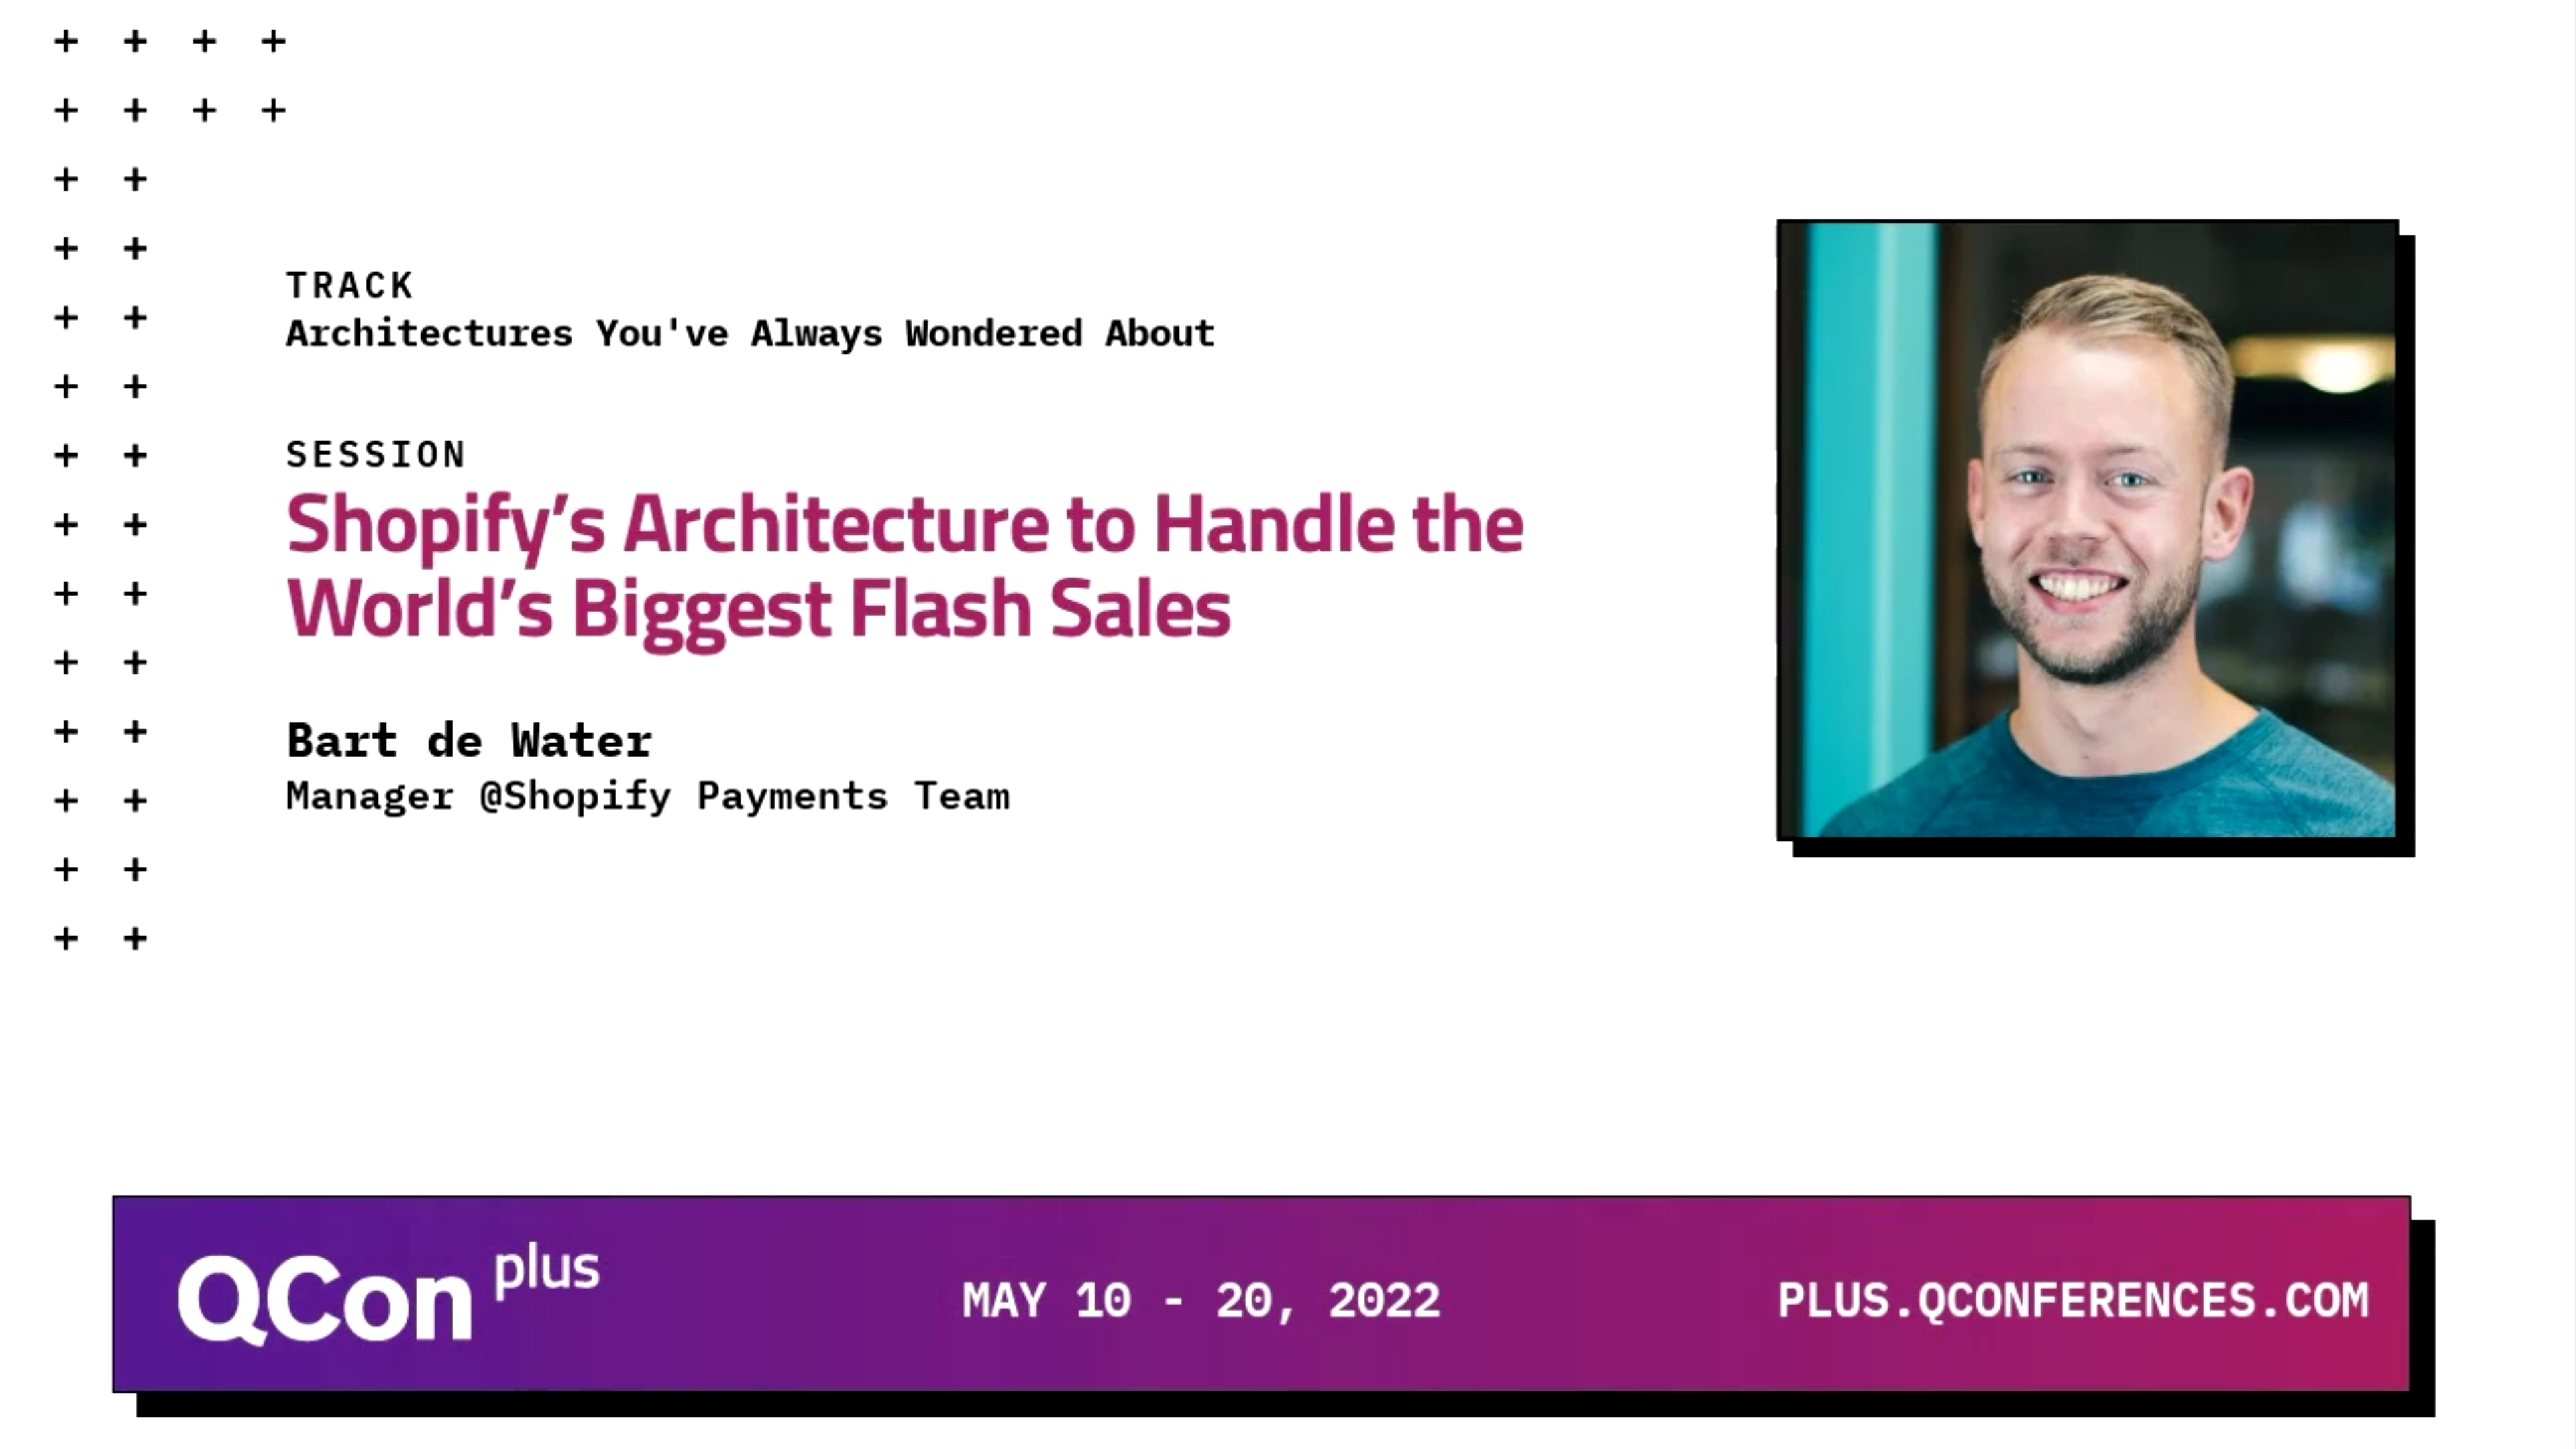 TRACK
Architectures You've Always Wondered About
SESSION
Shopify’s Architecture to Handle the
World’s Biggest Flash Sales
Bart de Water
Manager @Shopify Payments Team
QCon plus
MAY 10 - 20, 2022
PLUS.QCONFERENCES.COM